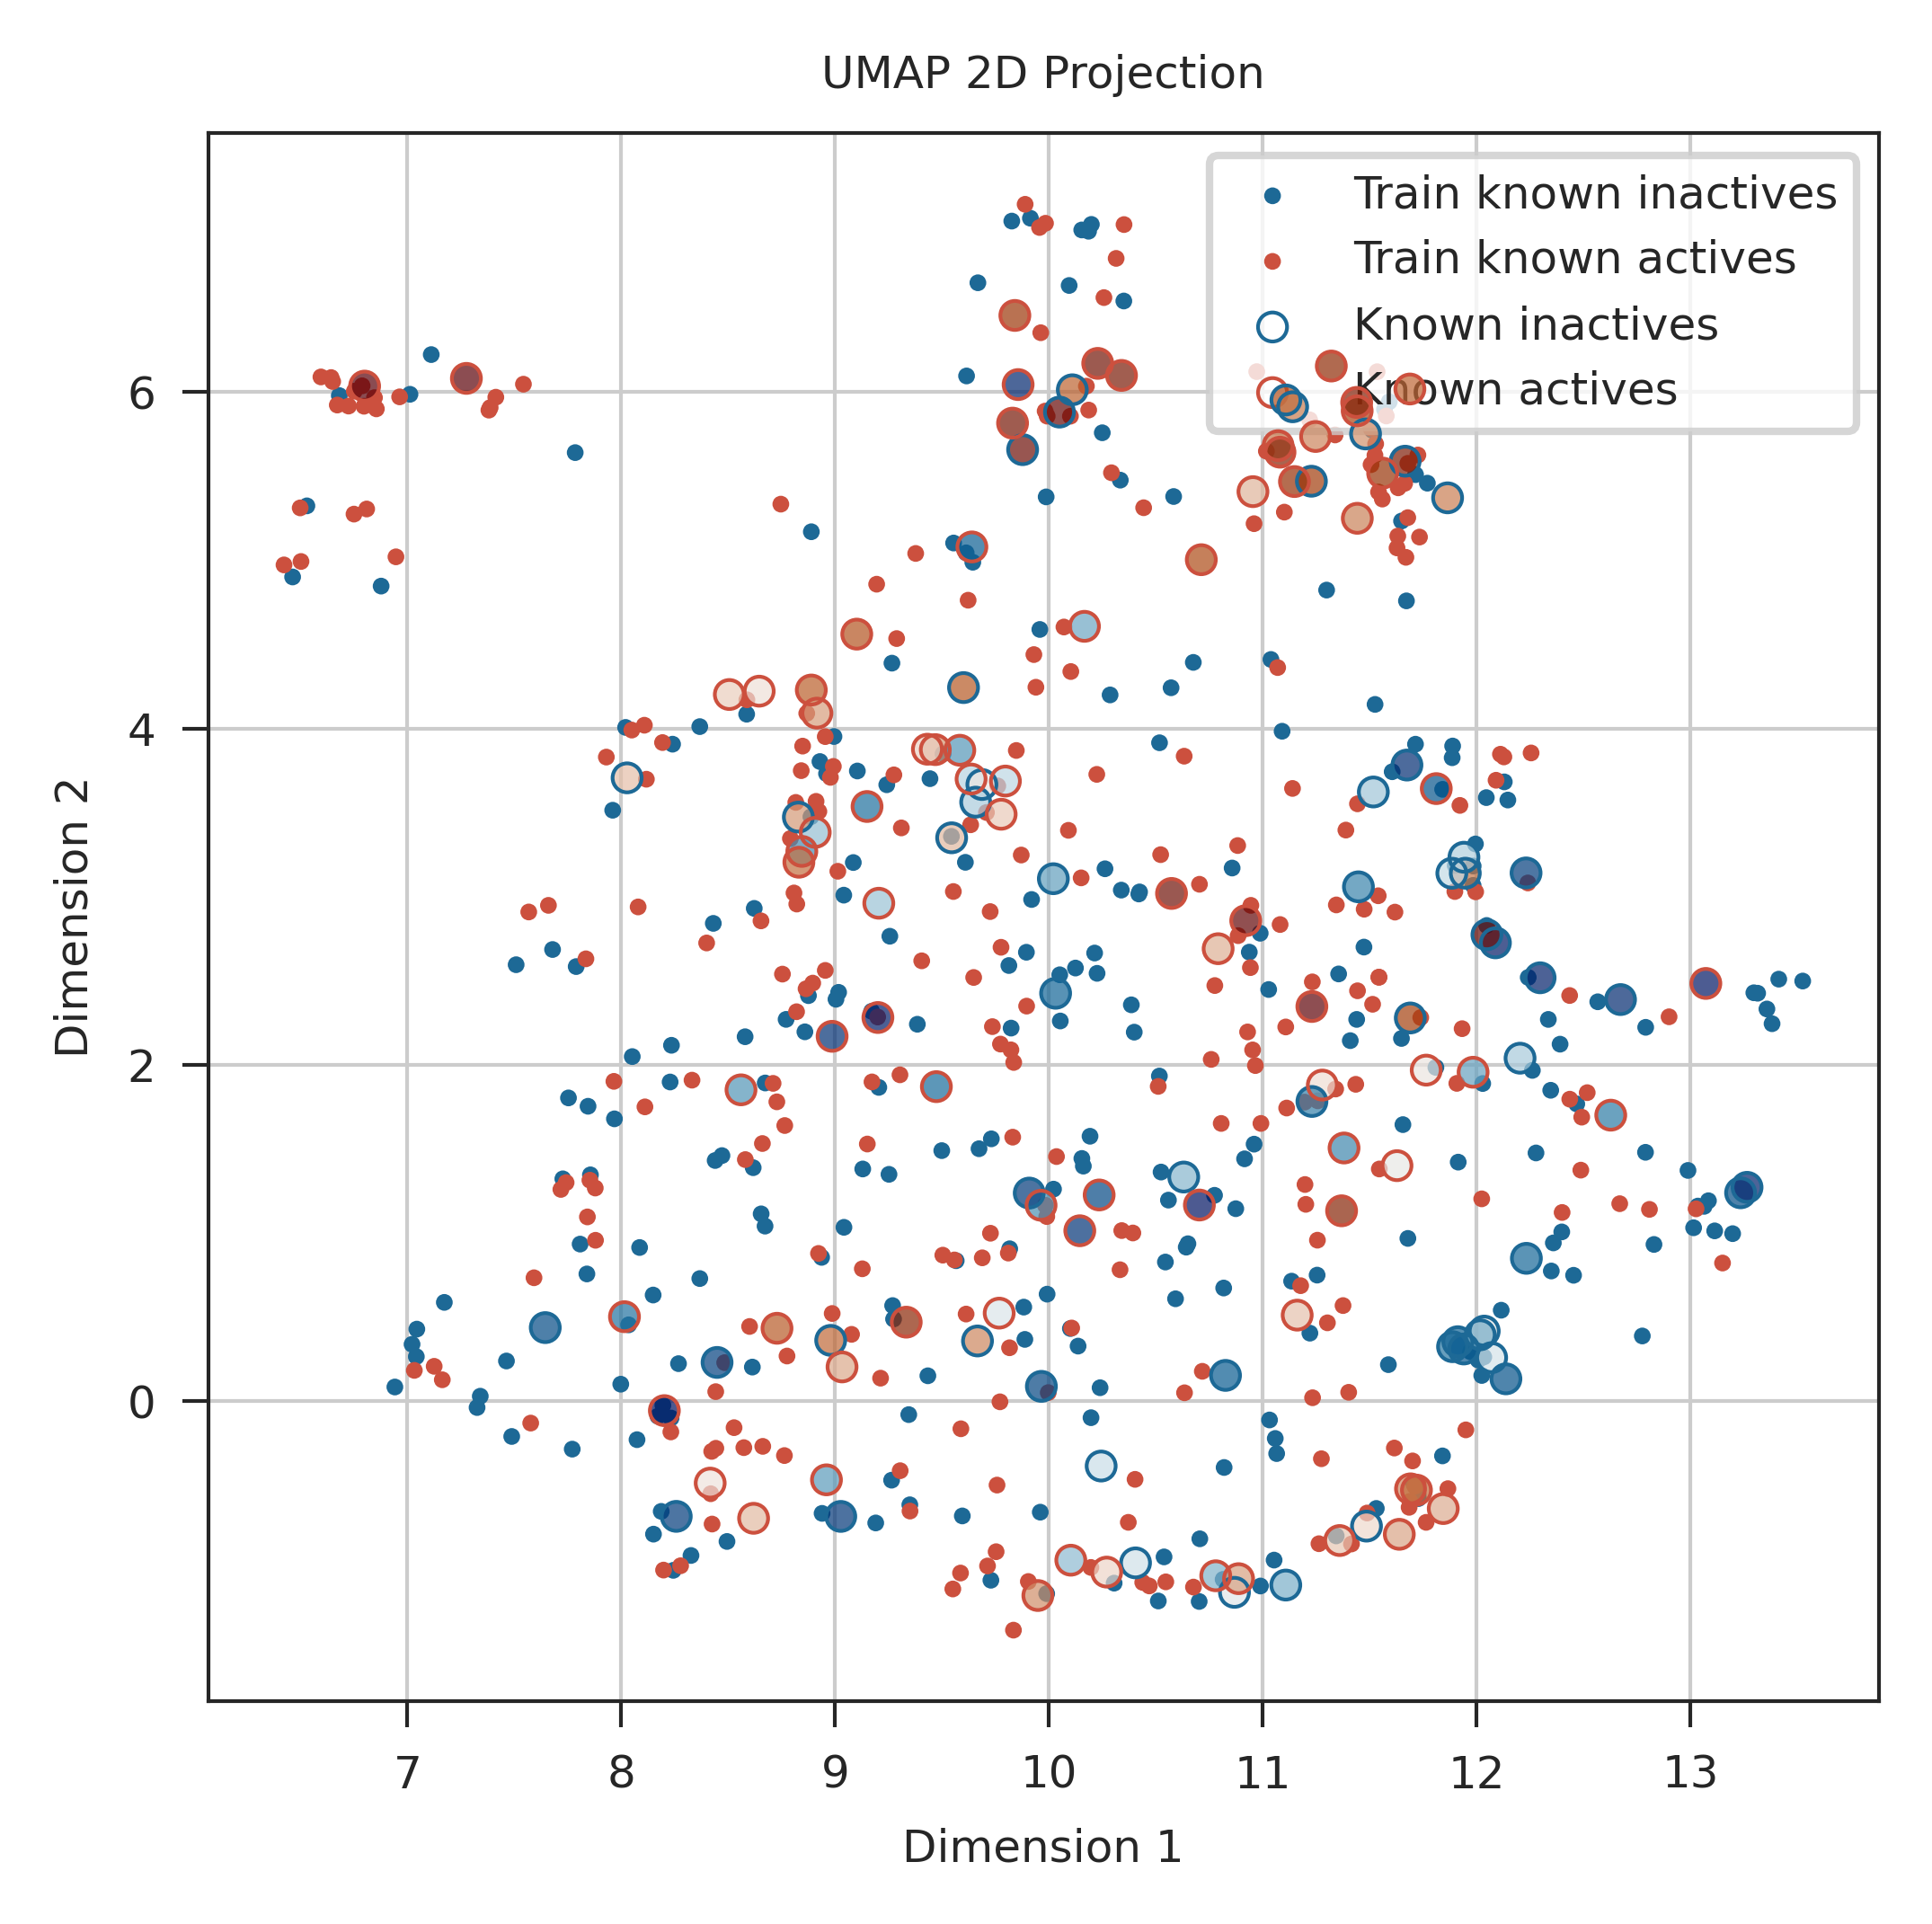 UMAP 2D Projection
Train known inactives
Train known actives
Known inactives
Known actives
6
4
2
0
Dimension 2
7 8 9 10 11 12 13
Dimension 1